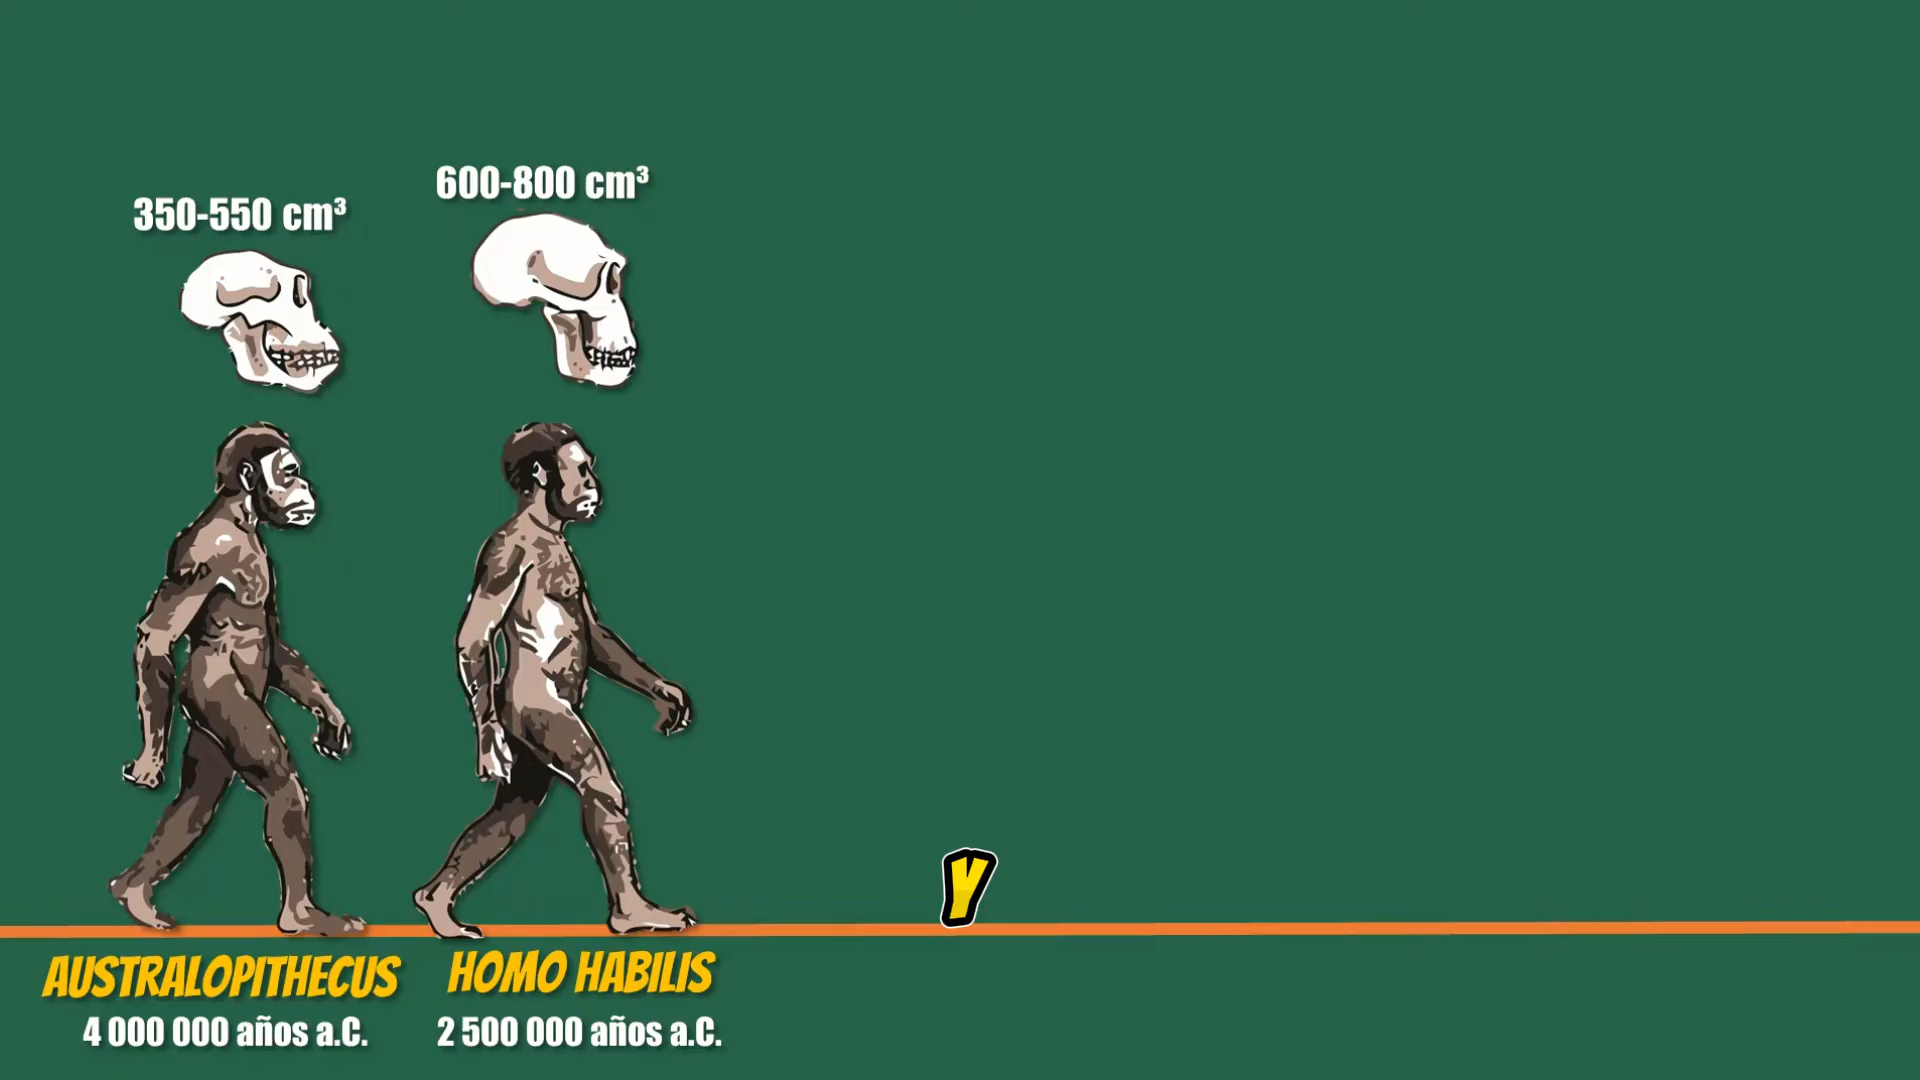 350-550 cm³
600-800 cm³
Y
AUSTRALOPITHECUS
HOMO HABILIS
4 000 000 años a.C.
2 500 000 años a.C.